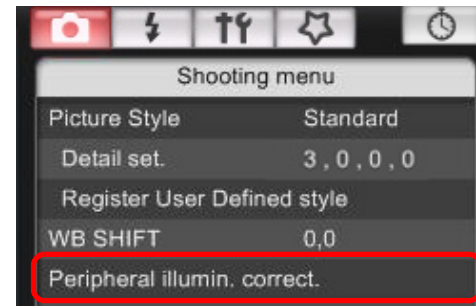 Shooting menu
Picture Style Standard
Detail set. 3 , 0 , 0 , 0
Register User Defined style
WB SHIFT 0,0
Peripheral illumin. correct.